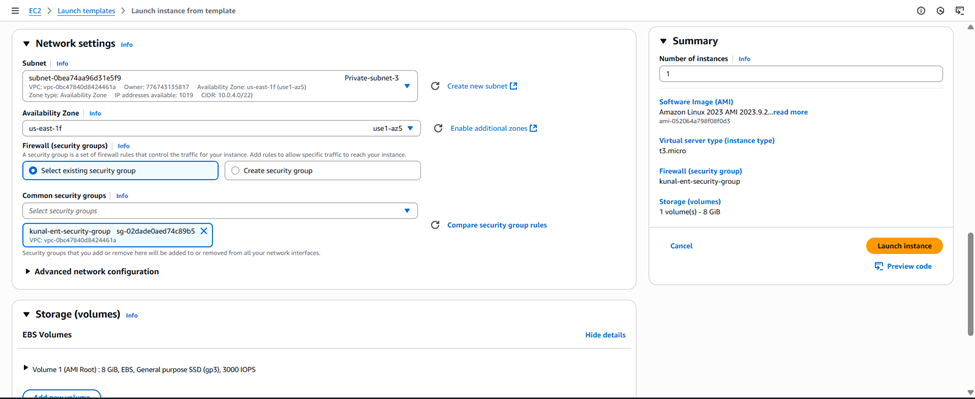 EC2 > Launch templates > Launch instance from template
Network settings Info
Subnet Info
subnet-0bea74aa96d31e5f9 Private-subnet-3
VPC: vpc-0bc47840d8424461a Owner: 776743135817 Availability Zone: us-east-1f (use1-az5)
Zone type: Availability Zone IP addresses available: 1019 CIDR: 10.0.4.0/22)
Create new subnet
Availability Zone Info
us-east-1f use1-az5
Enable additional zones
Firewall (security groups) Info
A security group is a set of firewall rules that control the traffic for your instance. Add rules to allow specific traffic to reach your instance.
Select existing security group
Create security group
Common security groups Info
Select security groups
kunal-ent-security-group sg-02dade0aed74c89b5 X
VPC: vpc-0bc47840d8424461a
Compare security group rules
Security groups that you add or remove here will be added to or removed from all your network interfaces.
Advanced network configuration
Storage (volumes) Info
EBS Volumes Hide details
Volume 1 (AMI Root) : 8 GiB, EBS, General purpose SSD (gp3), 3000 IOPS
Add new volume
Summary
Number of instances Info
1
Software Image (AMI)
Amazon Linux 2023 AMI 2023.9.2...read more
ami-052064a798f08f0d3
Virtual server type (instance type)
t3.micro
Firewall (security group)
kunal-ent-security-group
Storage (volumes)
1 volume(s) - 8 GiB
Cancel
Launch instance
Preview code